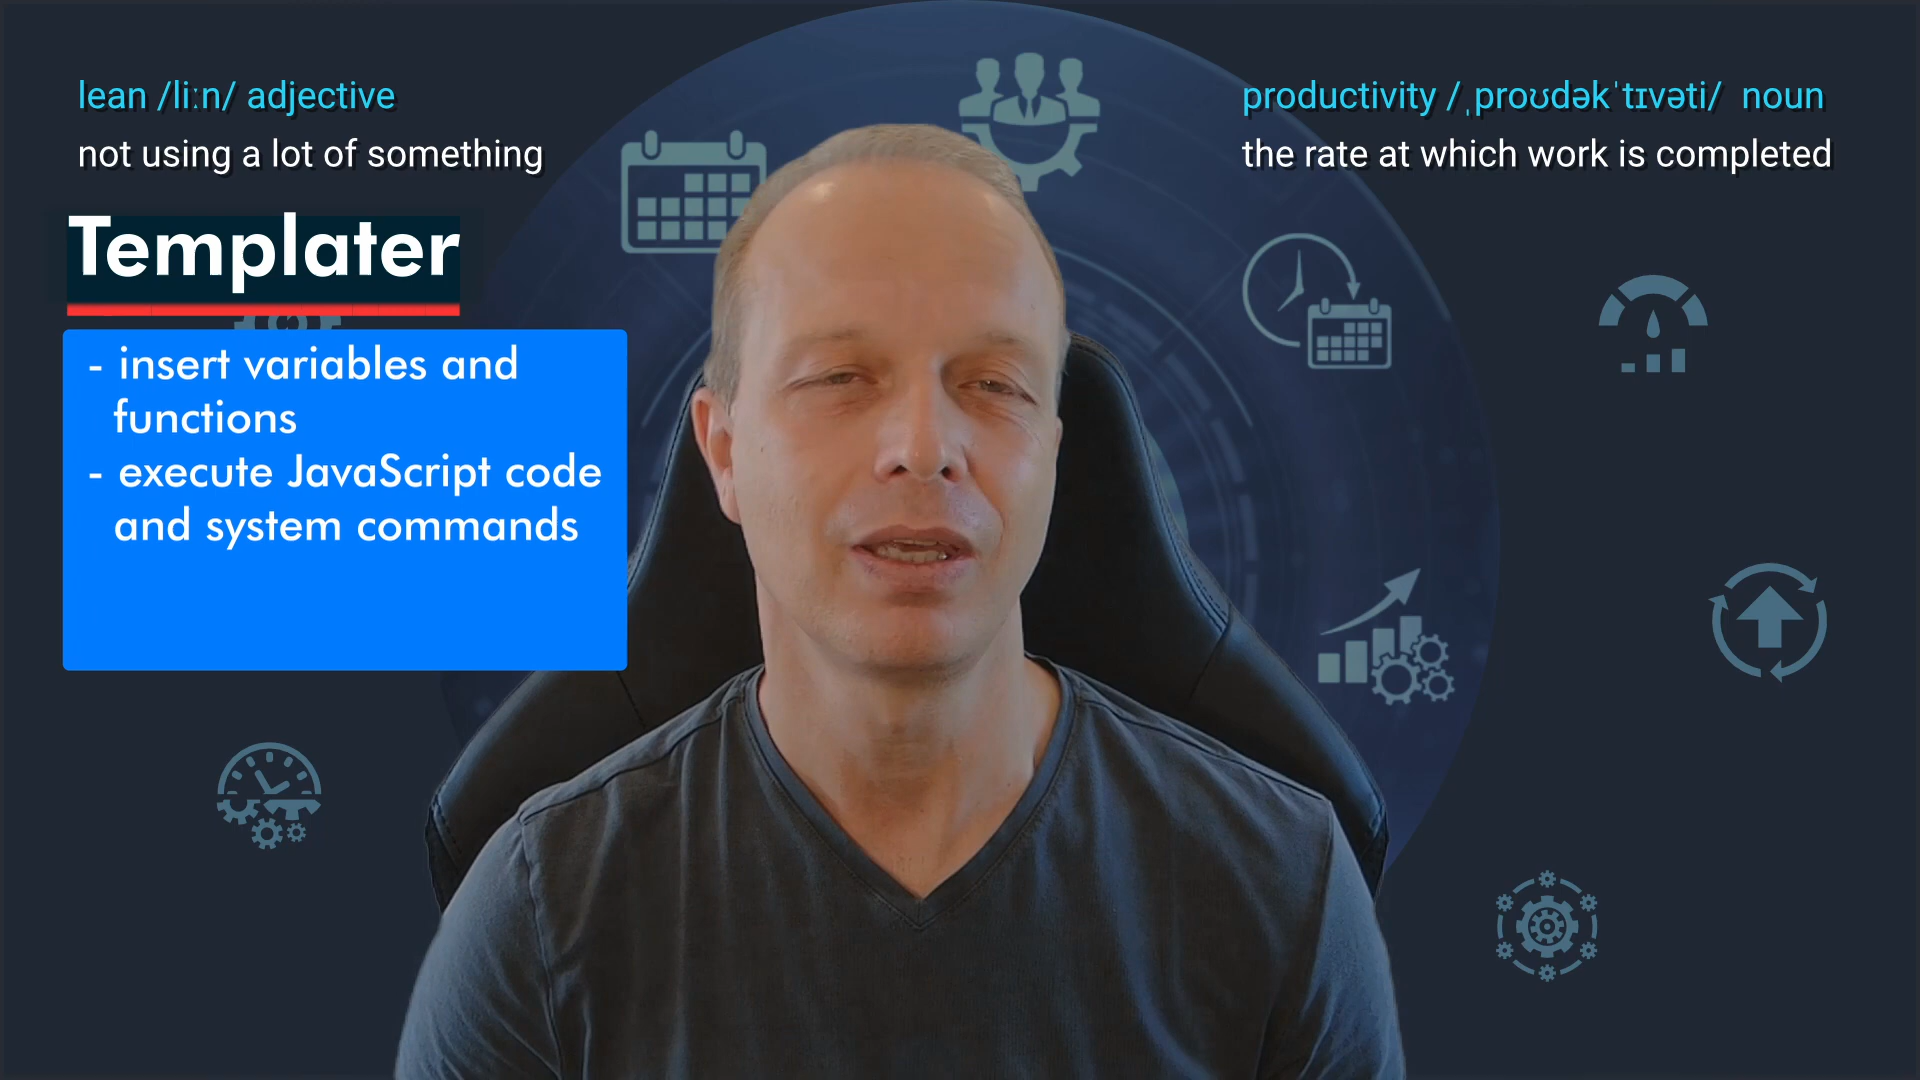 lean /liːn/ adjective
not using a lot of something
productivity /ˌproʊdəkˈtɪvəti/ noun
the rate at which work is completed
Templater
- insert variables and
functions
- execute JavaScript code
and system commands